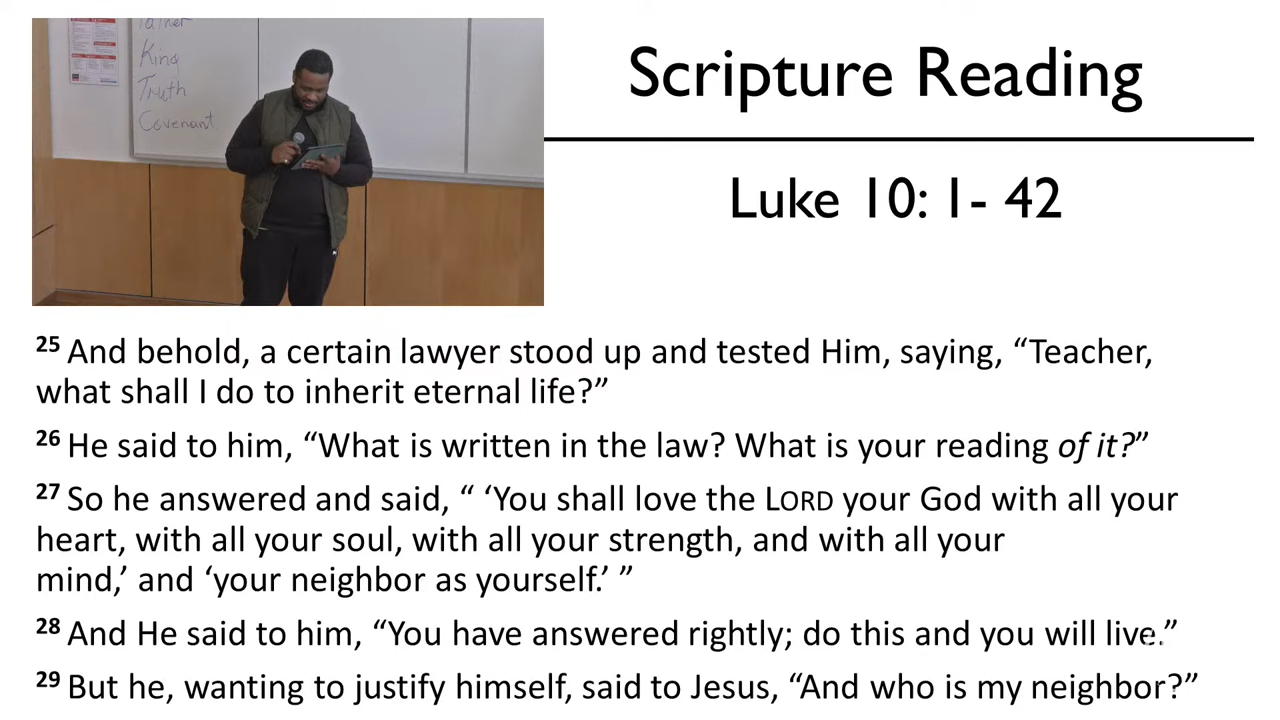 Father
King
Truth
Covenant
Scripture Reading
Luke 10: 1- 42
25 And behold, a certain lawyer stood up and tested Him, saying, “Teacher,
what shall I do to inherit eternal life?”
26 He said to him, “What is written in the law? What is your reading of it?”
27 So he answered and said, “ ‘You shall love the LORD your God with all your
heart, with all your soul, with all your strength, and with all your
mind,’ and ‘your neighbor as yourself.’ ”
28 And He said to him, “You have answered rightly; do this and you will live.”
29 But he, wanting to justify himself, said to Jesus, “And who is my neighbor?”